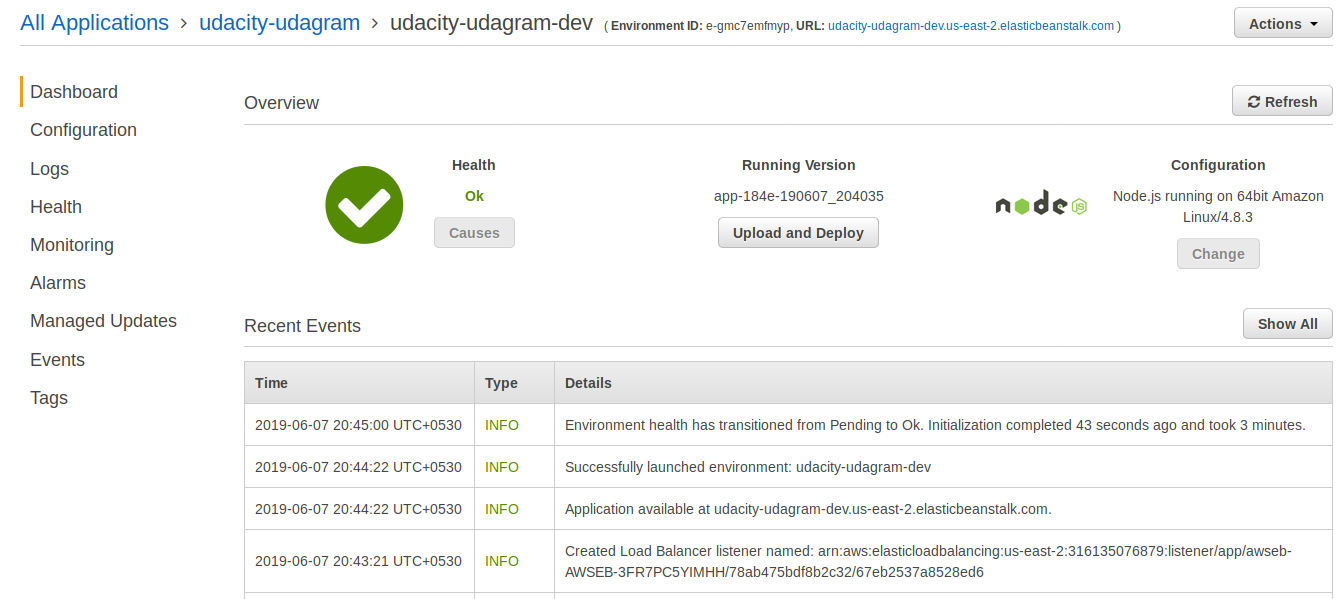 All Applications > udacity-udagram > udacity-udagram-dev ( Environment ID: e-gmc7emfmyp, URL: udacity-udagram-dev.us-east-2.elasticbeanstalk.com )
Actions
Dashboard
Configuration
Logs
Health
Monitoring
Alarms
Managed Updates
Events
Tags
Overview
Refresh
Health
Ok
Causes
Running Version
app-184e-190607_204035
Upload and Deploy
node
JS
Configuration
Node.js running on 64bit Amazon
Linux/4.8.3
Change
Recent Events
Show All
Time Type Details
2019-06-07 20:45:00 UTC+0530 INFO Environment health has transitioned from Pending to Ok. Initialization completed 43 seconds ago and took 3 minutes.
2019-06-07 20:44:22 UTC+0530 INFO Successfully launched environment: udacity-udagram-dev
2019-06-07 20:44:22 UTC+0530 INFO Application available at udacity-udagram-dev.us-east-2.elasticbeanstalk.com.
2019-06-07 20:43:21 UTC+0530 INFO Created Load Balancer listener named: arn:aws:elasticloadbalancing:us-east-2:316135076879:listener/app/awseb-
AWSEB-3FR7PC5YIMHH/78ab475bdf8b2c32/67eb2537a8528ed6